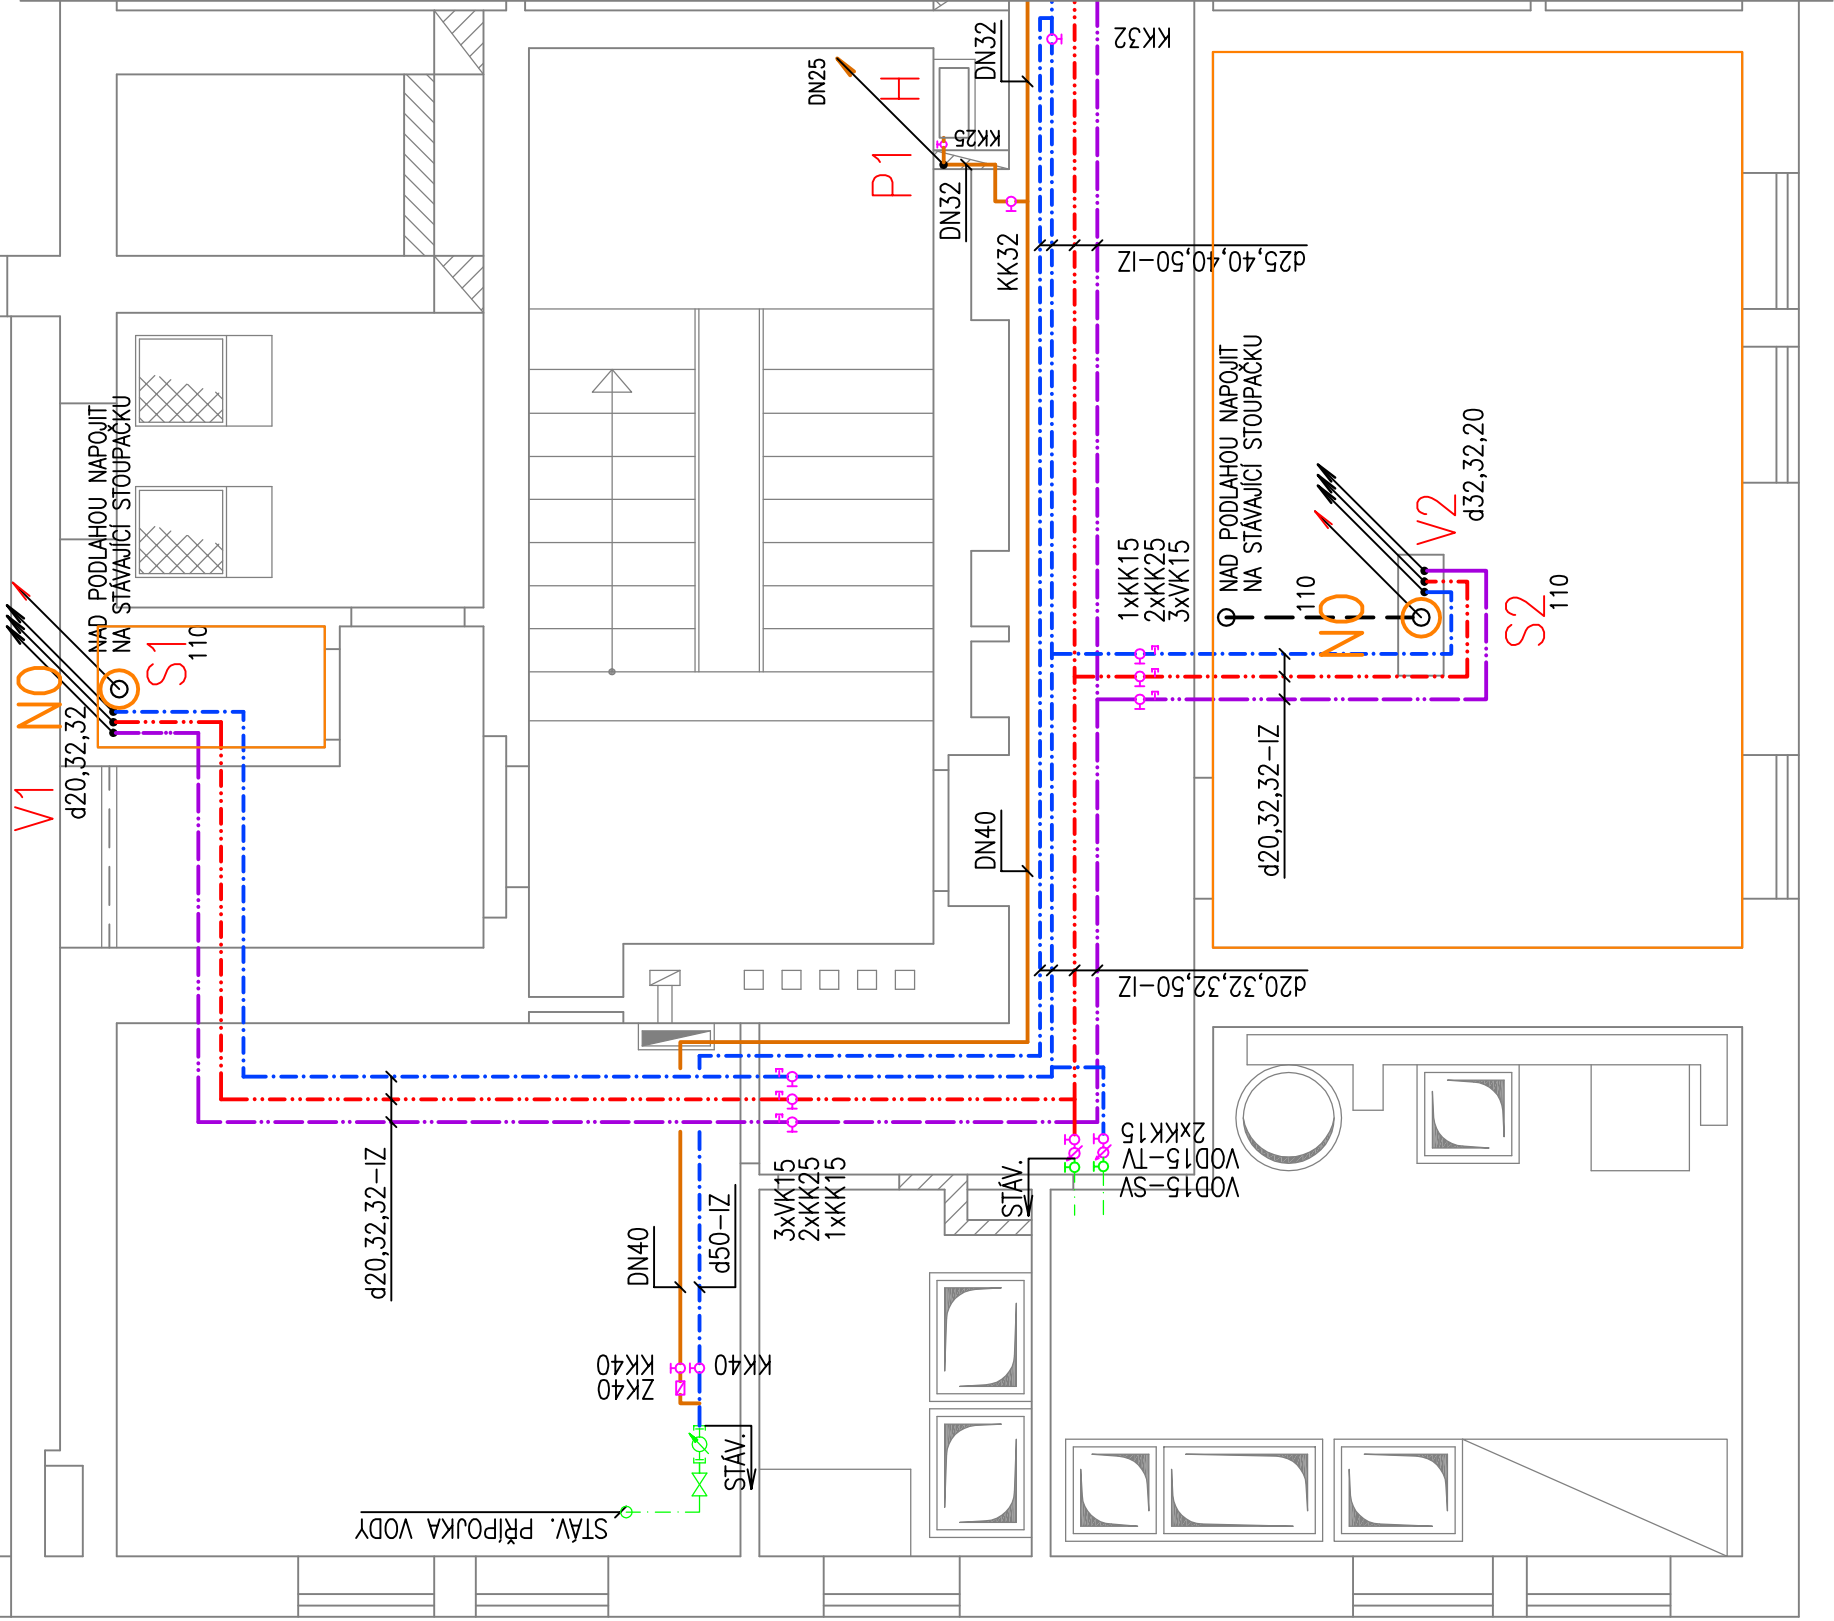 DN32
KK32
DN25
H
KK25
P1
DN32
KK32
d25,40,40,50-IZ
NAD PODLAHOU NAPOJIT
NA STÁVAJÍCÍ STOUPAČKU
NAD PODLAHOU NAPOJIT
NA STÁVAJÍCÍ STOUPAČKU
V2
d32,32,20
1xKK15
2xKK25
3xVK15
110
NO
S2
110
S1
110
NO
d20,32,32
V1
d20,32,32-IZ
DN40
d20,32,32,50-IZ
2xKK15
VOD15-TV
VOD15-SV
STÁV.
3xVK15
2xKK25
1xKK15
d20,32,32-IZ
DN40
d50-IZ
KK40
ZK40
KK40
STÁV.
STÁV. PŘÍPOJKA VODY